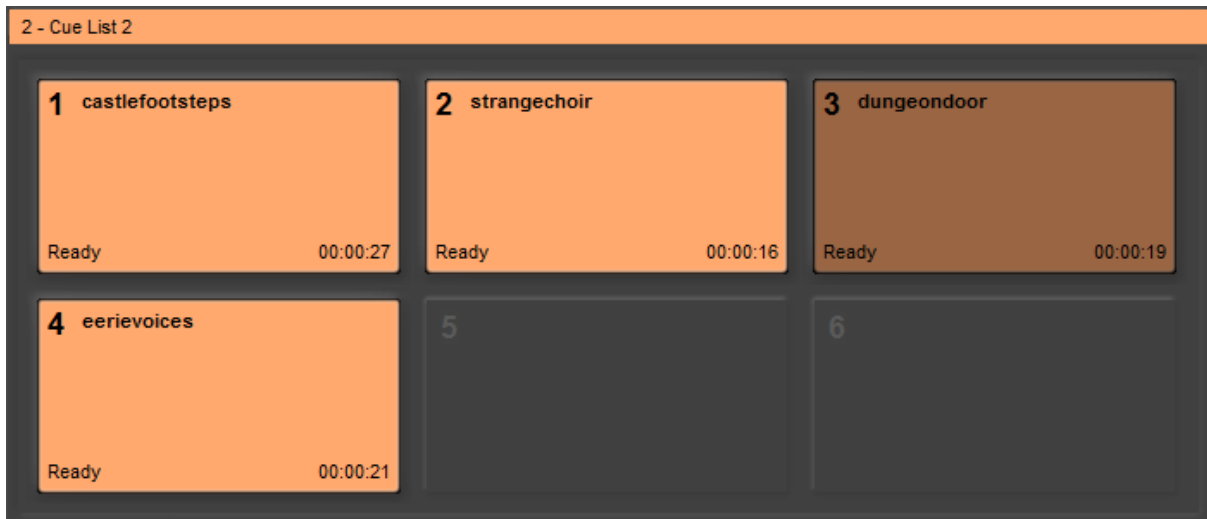 2 - Cue List 2
1 castlefootsteps
Ready 00:00:27
2 strangechoir
Ready 00:00:16
3 dungeondoor
Ready 00:00:19
4 eerievoices
Ready 00:00:21
5
6